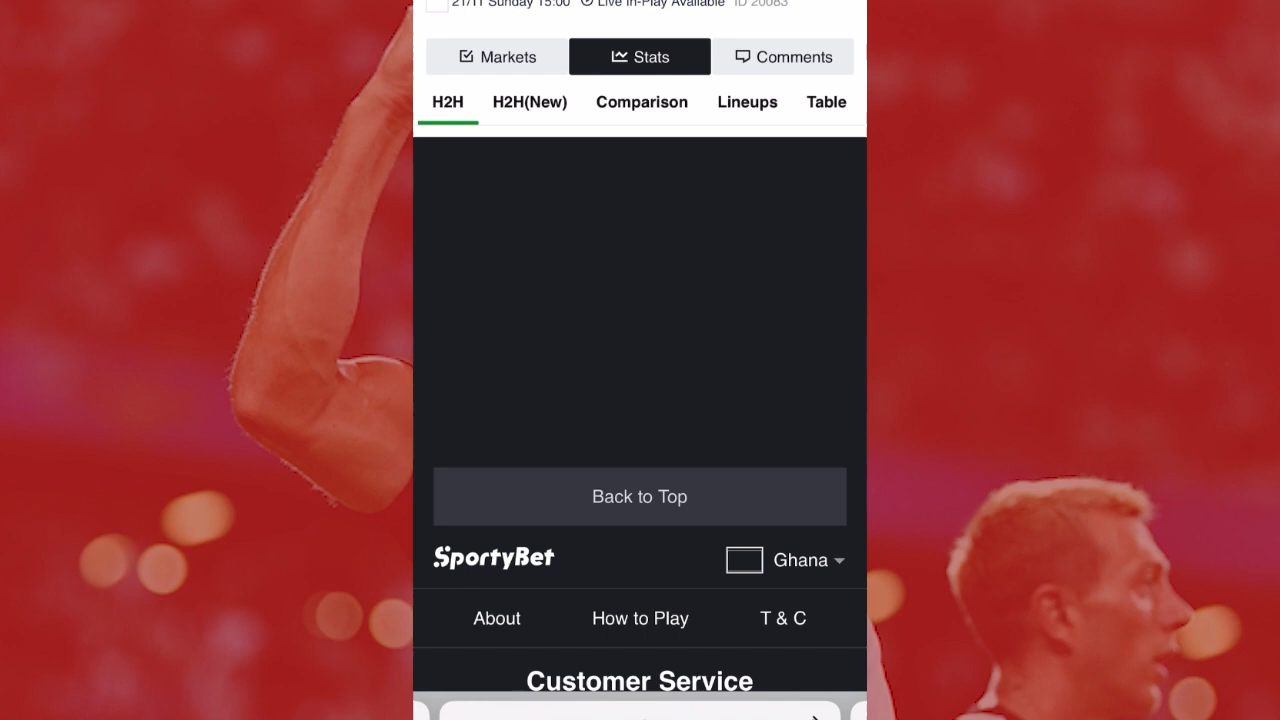 21/11 Sunday 15:00 Live In-Play Available ID 20083
Markets Stats Comments
H2H H2H(New) Comparison Lineups Table
Back to Top
SportyBet Ghana
About How to Play T & C
Customer Service